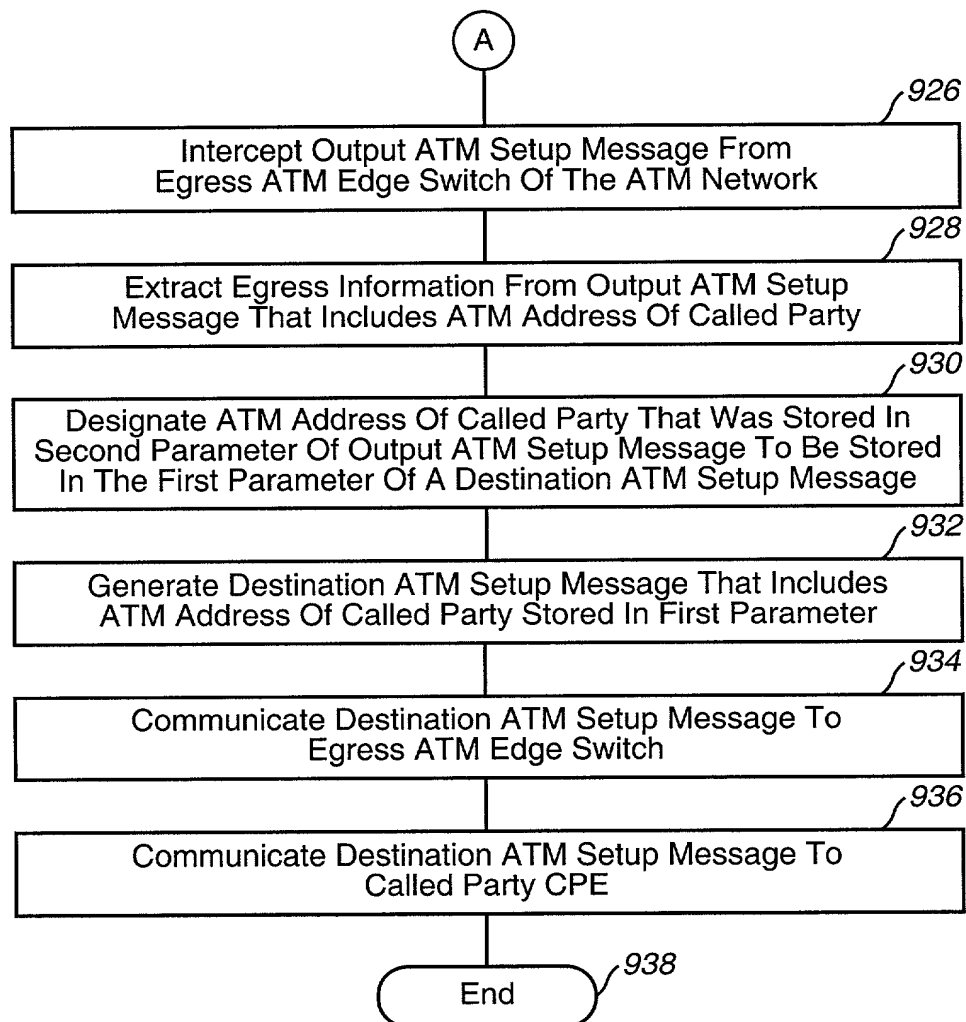 A
926
Intercept Output ATM Setup Message From
Egress ATM Edge Switch Of The ATM Network
928
Extract Egress Information From Output ATM Setup
Message That Includes ATM Address Of Called Party
930
Designate ATM Address Of Called Party That Was Stored In
Second Parameter Of Output ATM Setup Message To Be Stored
In The First Parameter Of A Destination ATM Setup Message
932
Generate Destination ATM Setup Message That Includes
ATM Address Of Called Party Stored In First Parameter
934
Communicate Destination ATM Setup Message To
Egress ATM Edge Switch
936
Communicate Destination ATM Setup Message To
Called Party CPE
938
End